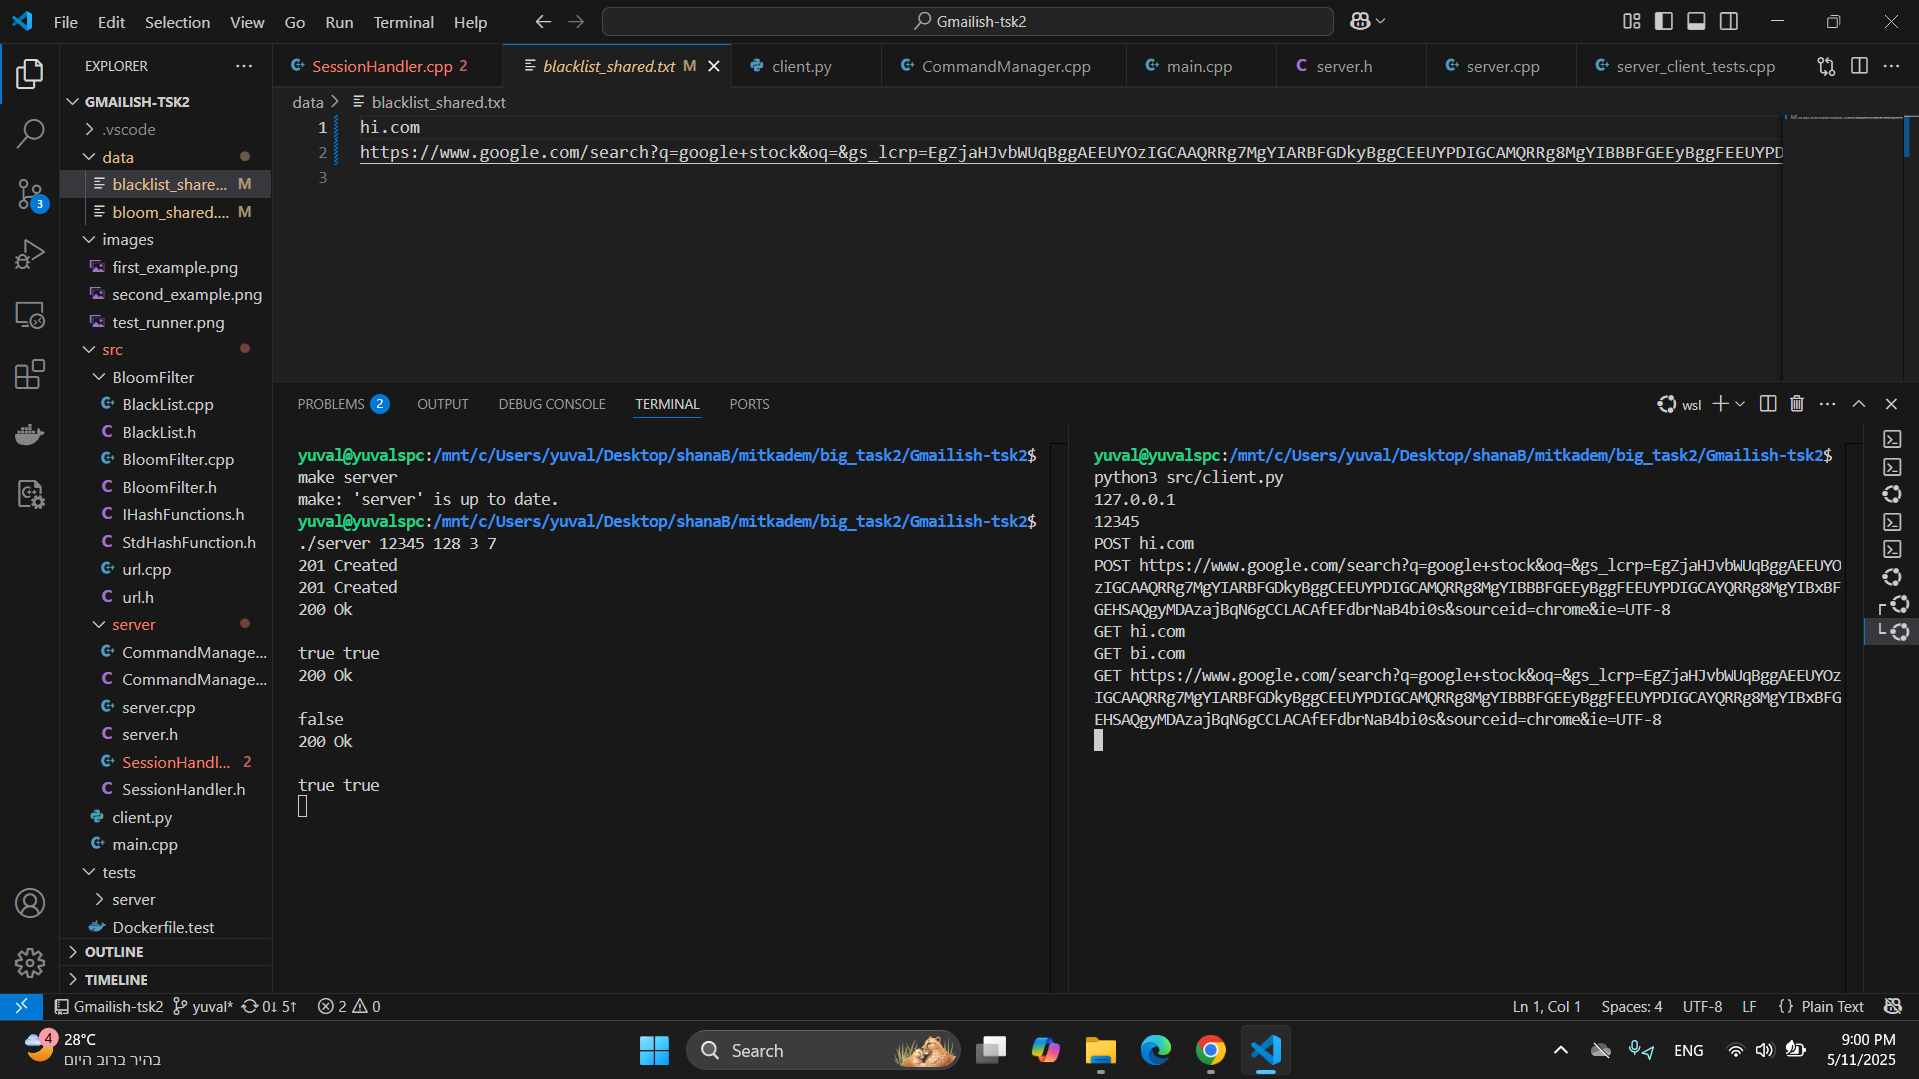 File Edit Selection View Go Run Terminal Help
Gmailish-tsk2
EXPLORER
GMAILISH-TSK2
.vscode
data
blacklist_share... M
bloom_shared.... M
images
first_example.png
second_example.png
test_runner.png
src
BloomFilter
BlackList.cpp
BlackList.h
BloomFilter.cpp
BloomFilter.h
IHashFunctions.h
StdHashFunction.h
url.cpp
url.h
server
CommandManage...
CommandManage...
server.cpp
server.h
SessionHandl... 2
SessionHandler.h
client.py
main.cpp
tests
server
Dockerfile.test
OUTLINE
TIMELINE
3
SessionHandler.cpp 2
blacklist_shared.txt M
client.py
CommandManager.cpp
main.cpp
server.h
server.cpp
server_client_tests.cpp
data > blacklist_shared.txt
1 hi.com
2 https://www.google.com/search?q=google+stock&oq=&gs_lcrp=EgZjaHJvbWUqBggAEEUYOzIGCAAQRRg7MgYIARBFGDkyBggCEEUYPDIGCAMQRRg8MgYIBBBFGEEyBggFEEUYPD
3
PROBLEMS 2 OUTPUT DEBUG CONSOLE TERMINAL PORTS
wsl
yuval@yuvalspc:/mnt/c/Users/yuval/Desktop/shanaB/mitkadem/big_task2/Gmailish-tsk2$
make server
make: 'server' is up to date.
yuval@yuvalspc:/mnt/c/Users/yuval/Desktop/shanaB/mitkadem/big_task2/Gmailish-tsk2$
./server 12345 128 3 7
201 Created
201 Created
200 Ok
true true
200 Ok
false
200 Ok
true true
yuval@yuvalspc:/mnt/c/Users/yuval/Desktop/shanaB/mitkadem/big_task2/Gmailish-tsk2$
python3 src/client.py
127.0.0.1
12345
POST hi.com
POST https://www.google.com/search?q=google+stock&oq=&gs_lcrp=EgZjaHJvbWUqBggAEEUYO
zIGCAAQRRg7MgYIARBFGDkyBggCEEUYPDIGCAMQRRg8MgYIBBBFGEEyBggFEEUYPDIGCAYQRRg8MgYIBxBF
GEHSAQgyMDAzajBqN6gCCLACAfEFdbrNaB4bi0s&sourceid=chrome&ie=UTF-8
GET hi.com
GET bi.com
GET https://www.google.com/search?q=google+stock&oq=&gs_lcrp=EgZjaHJvbWUqBggAEEUYOz
IGCAAQRRg7MgYIARBFGDkyBggCEEUYPDIGCAMQRRg8MgYIBBBFGEEyBggFEEUYPDIGCAYQRRg8MgYIBxBFG
EHSAQgyMDAzajBqN6gCCLACAfEFdbrNaB4bi0s&sourceid=chrome&ie=UTF-8
Gmailish-tsk2 yuval* 0↓ 5↑ 2 0
Ln 1, Col 1 Spaces: 4 UTF-8 LF {} Plain Text
4
28°C
בהיר ברוב היום
Search
ENG
9:00 PM
5/11/2025